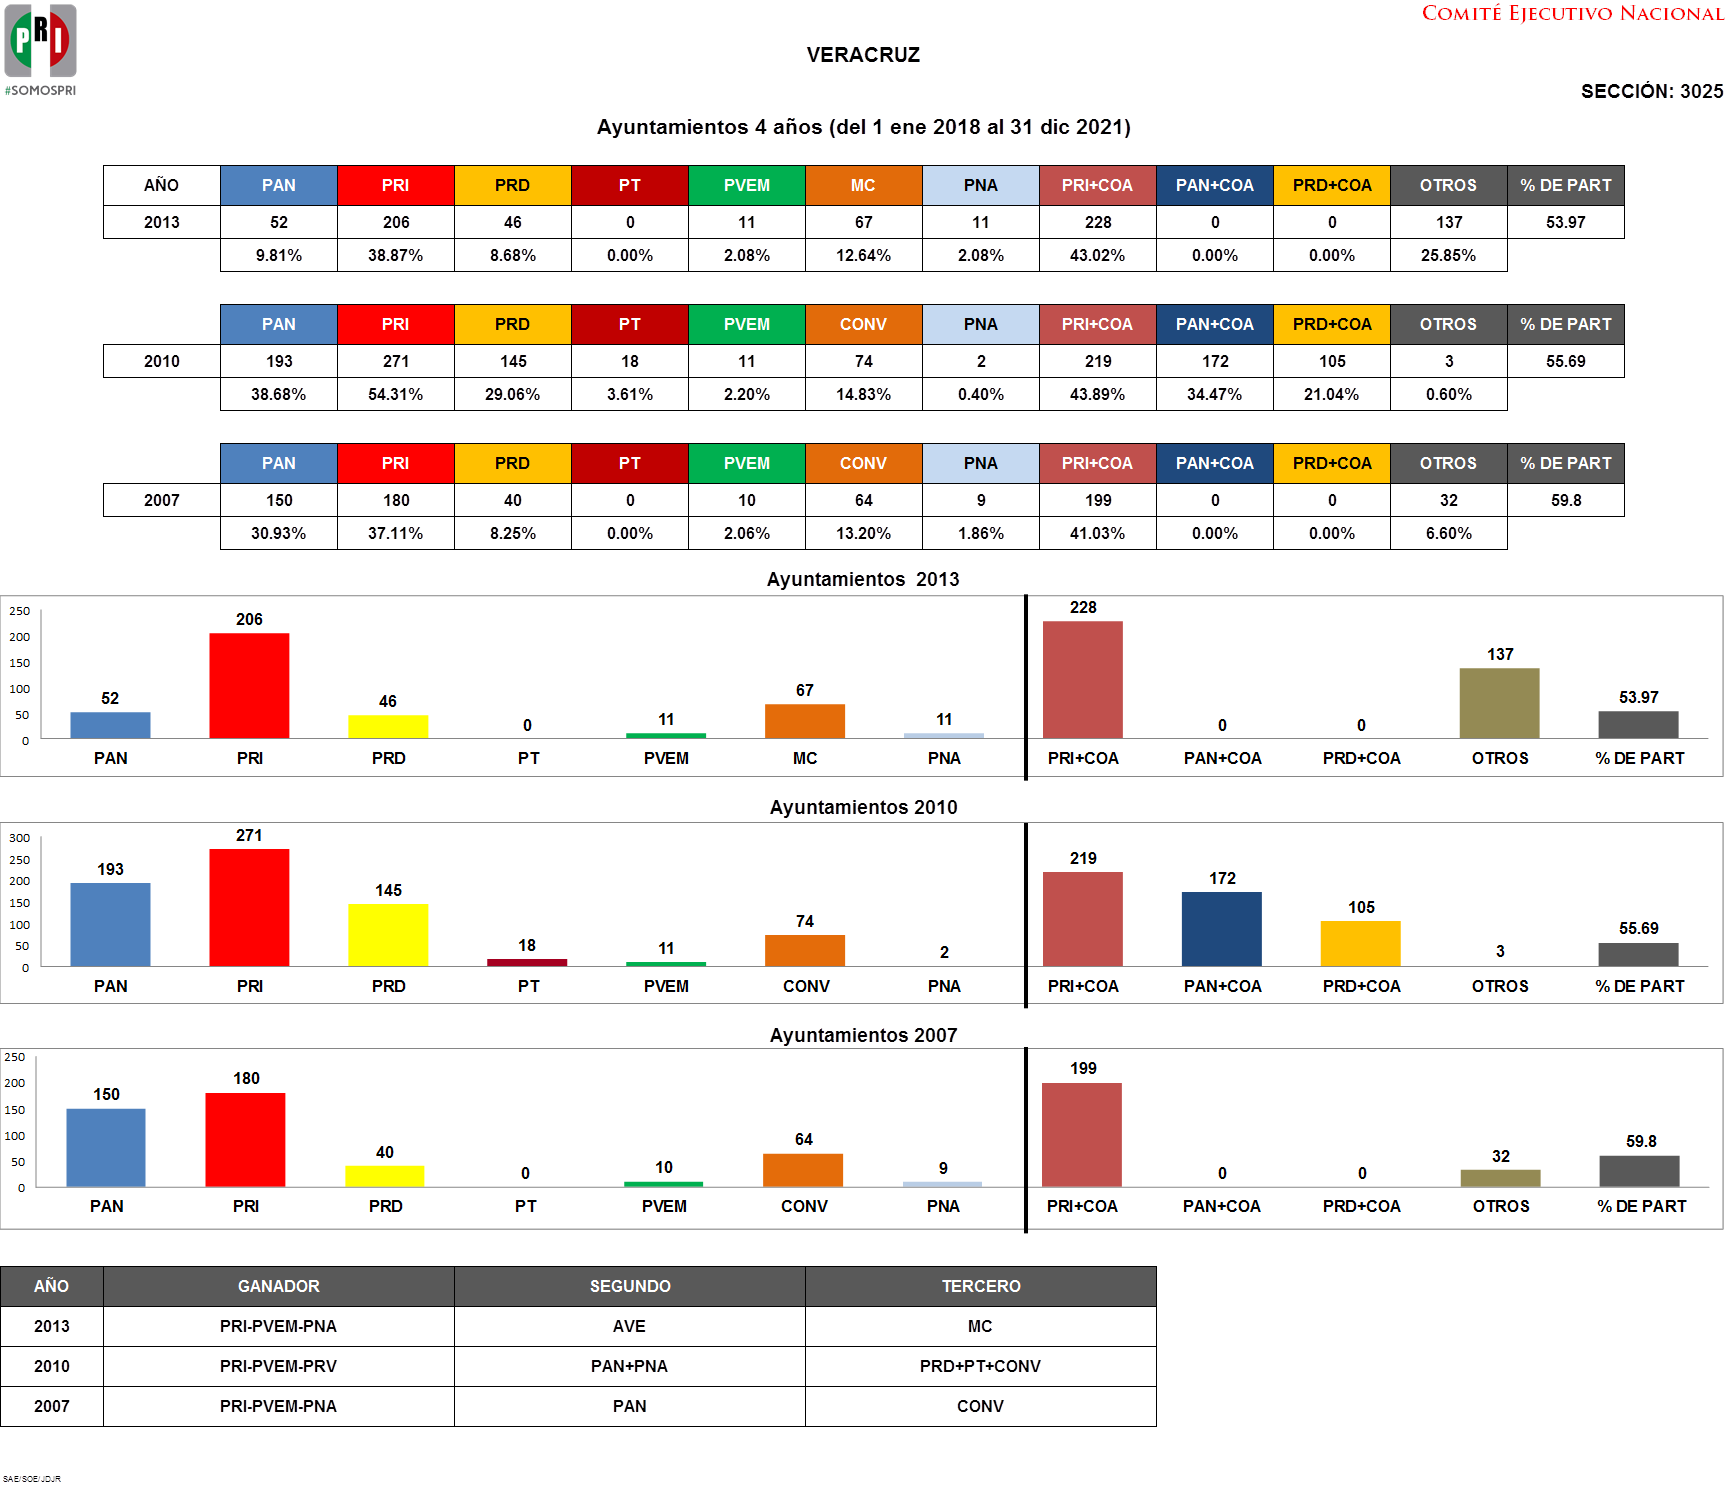 COMITÉ EJECUTIVO NACIONAL
PRI
#SOMOSPRI
VERACRUZ
SECCIÓN: 3025
Ayuntamientos 4 años (del 1 ene 2018 al 31 dic 2021)
AÑO PAN PRI PRD PT PVEM MC PNA PRI+COA PAN+COA PRD+COA OTROS % DE PART
2013 52 206 46 0 11 67 11 228 0 0 137 53.97
9.81% 38.87% 8.68% 0.00% 2.08% 12.64% 2.08% 43.02% 0.00% 0.00% 25.85%
PAN PRI PRD PT PVEM CONV PNA PRI+COA PAN+COA PRD+COA OTROS % DE PART
2010 193 271 145 18 11 74 2 219 172 105 3 55.69
38.68% 54.31% 29.06% 3.61% 2.20% 14.83% 0.40% 43.89% 34.47% 21.04% 0.60%
PAN PRI PRD PT PVEM CONV PNA PRI+COA PAN+COA PRD+COA OTROS % DE PART
2007 150 180 40 0 10 64 9 199 0 0 32 59.8
30.93% 37.11% 8.25% 0.00% 2.06% 13.20% 1.86% 41.03% 0.00% 0.00% 6.60%
Ayuntamientos 2013
250
200
150
100
50
0
52 206 46 0 11 67 11 228 0 0 137 53.97
PAN PRI PRD PT PVEM MC PNA PRI+COA PAN+COA PRD+COA OTROS % DE PART
Ayuntamientos 2010
300
250
200
150
100
50
0
193 271 145 18 11 74 2 219 172 105 3 55.69
PAN PRI PRD PT PVEM CONV PNA PRI+COA PAN+COA PRD+COA OTROS % DE PART
Ayuntamientos 2007
250
200
150
100
50
0
150 180 40 0 10 64 9 199 0 0 32 59.8
PAN PRI PRD PT PVEM CONV PNA PRI+COA PAN+COA PRD+COA OTROS % DE PART
AÑO GANADOR SEGUNDO TERCERO
2013 PRI-PVEM-PNA AVE MC
2010 PRI-PVEM-PRV PAN+PNA PRD+PT+CONV
2007 PRI-PVEM-PNA PAN CONV
SAE/SOE/JDJR